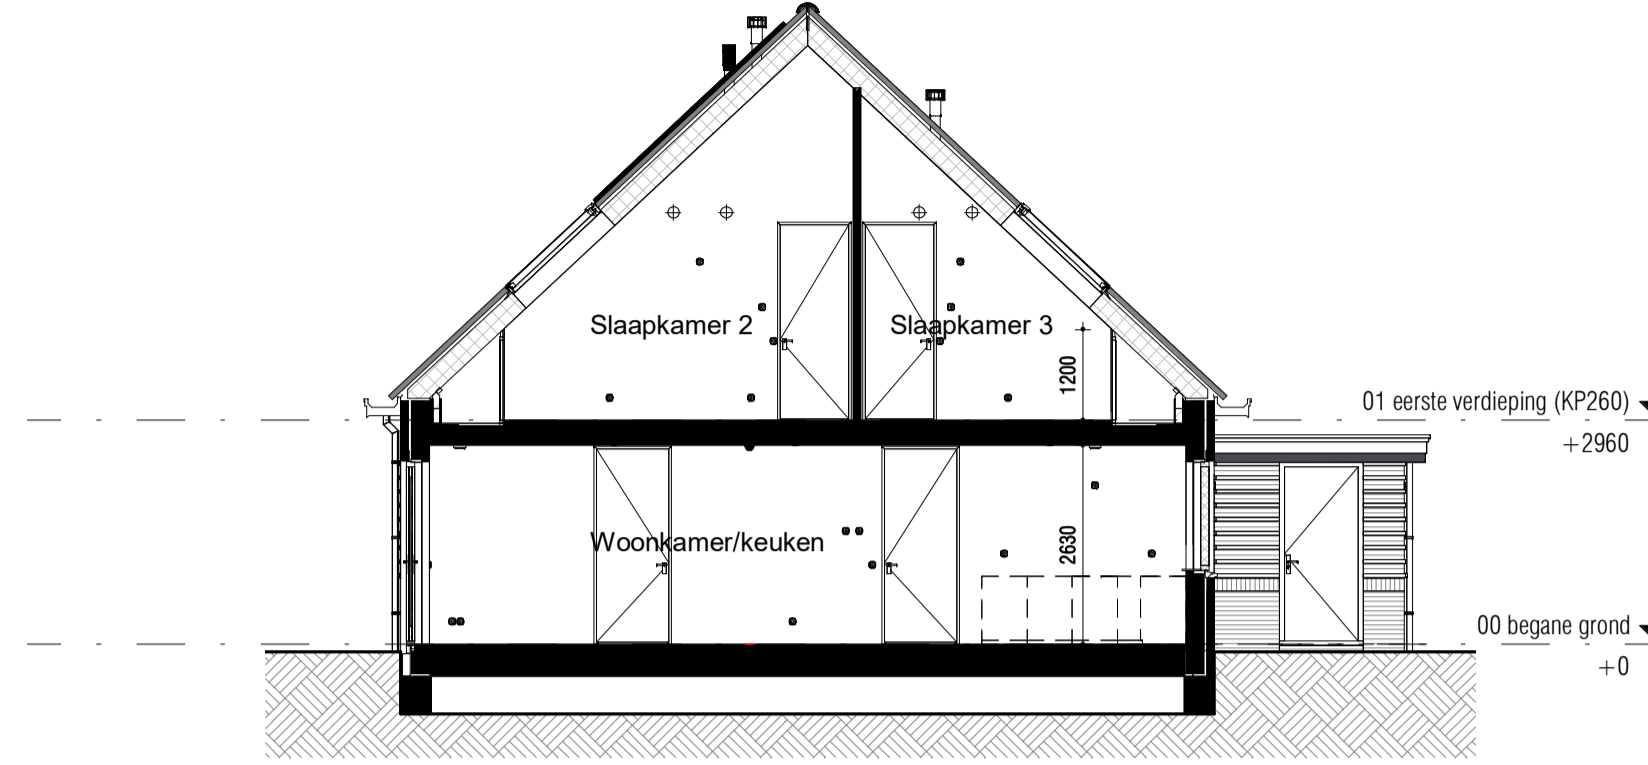 Slaapkamer 2
Slaapkamer 3
1200
01 eerste verdieping (KP260)
+2960
Woonkamer/keuken
2630
00 begane grond
+0